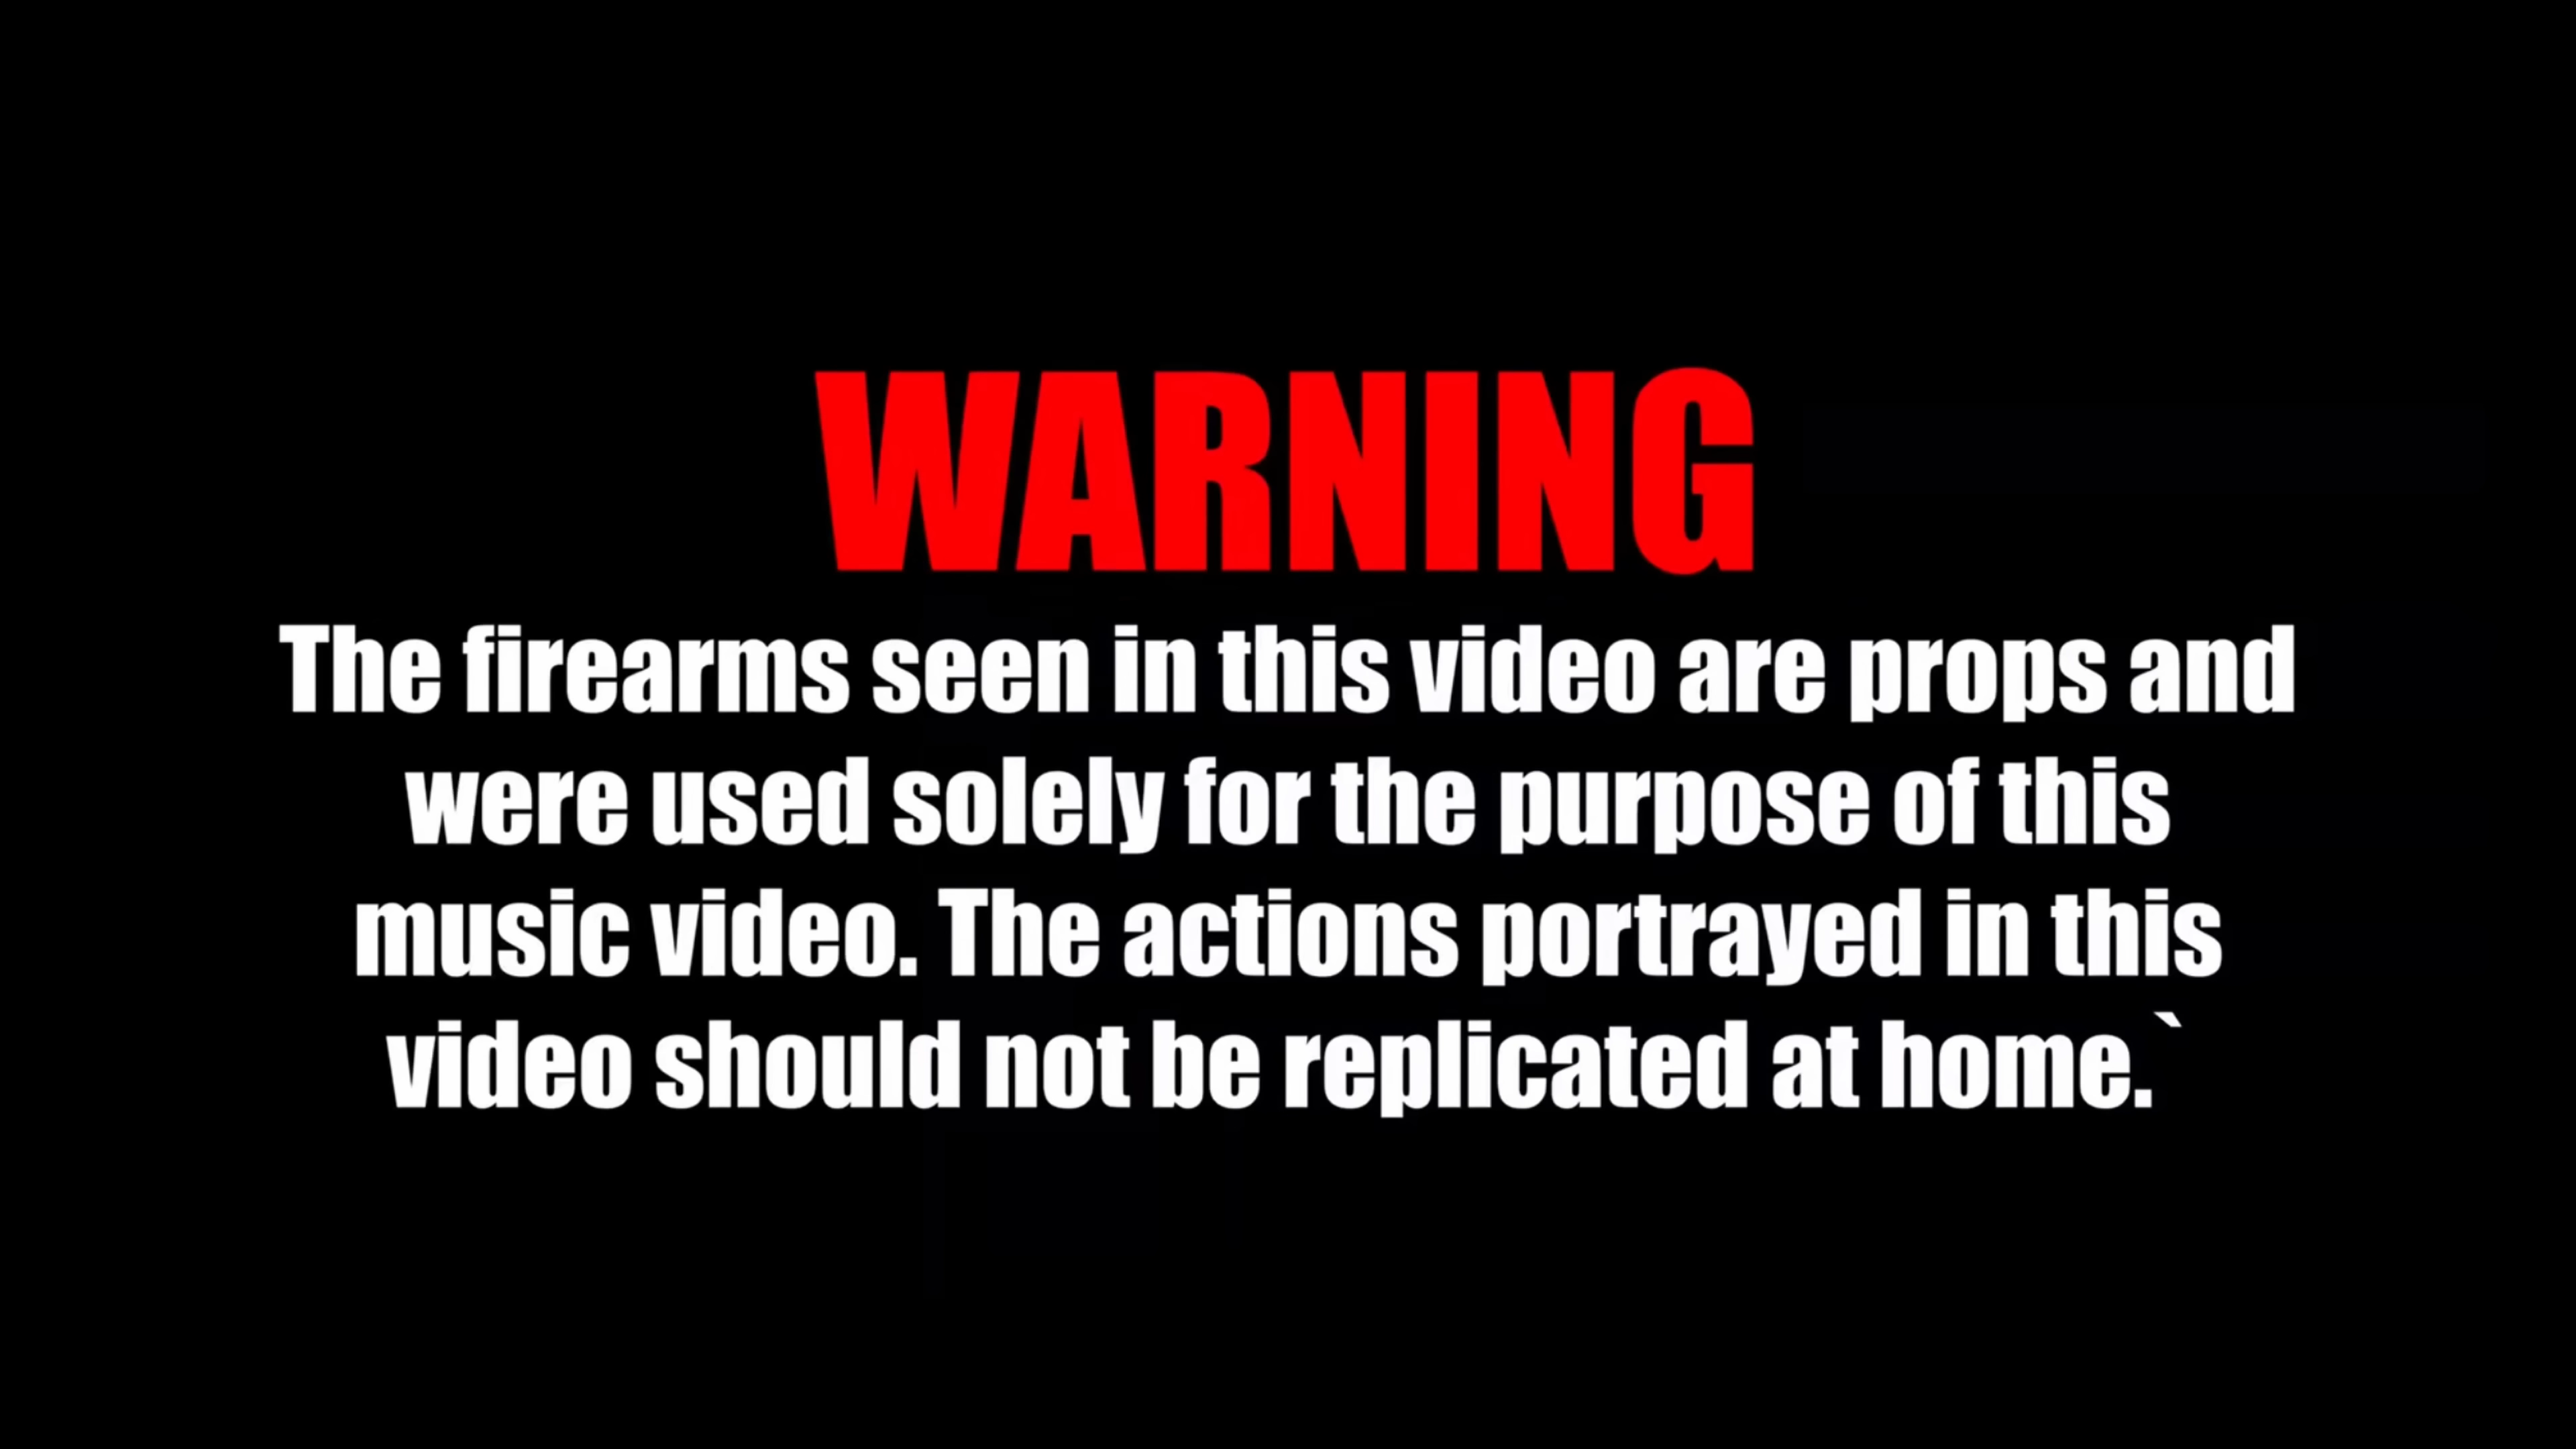 WARNING
The firearms seen in this video are props and
were used solely for the purpose of this
music video. The actions portrayed in this
video should not be replicated at home.`